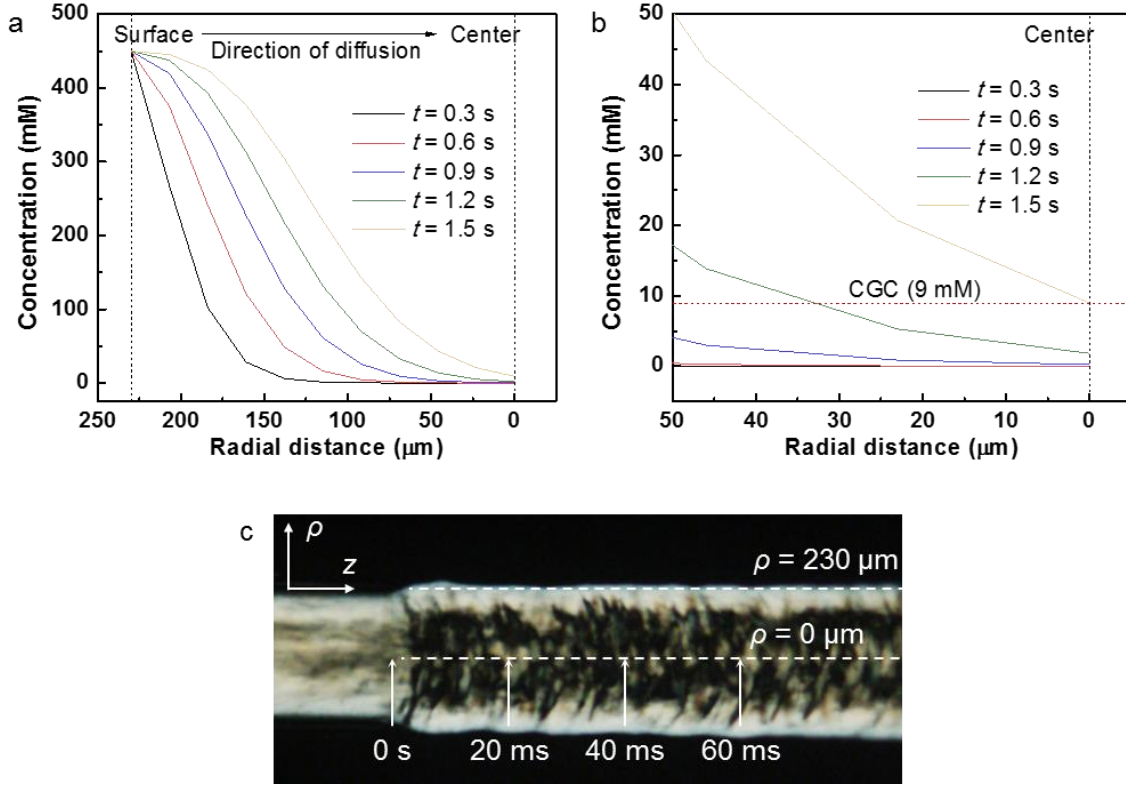 a
Surface
Direction of diffusion
Center
t = 0.3 s
t = 0.6 s
t = 0.9 s
t = 1.2 s
t = 1.5 s
500
400
300
200
100
0
Concentration (mM)
250 200 150 100 50 0
Radial distance (μm)
b
Center
t = 0.3 s
t = 0.6 s
t = 0.9 s
t = 1.2 s
t = 1.5 s
CGC (9 mM)
50
40
30
20
10
0
Concentration (mM)
50 40 30 20 10 0
Radial distance (μm)
c
ρ
z
ρ = 230 μm
ρ = 0 μm
0 s 20 ms 40 ms 60 ms